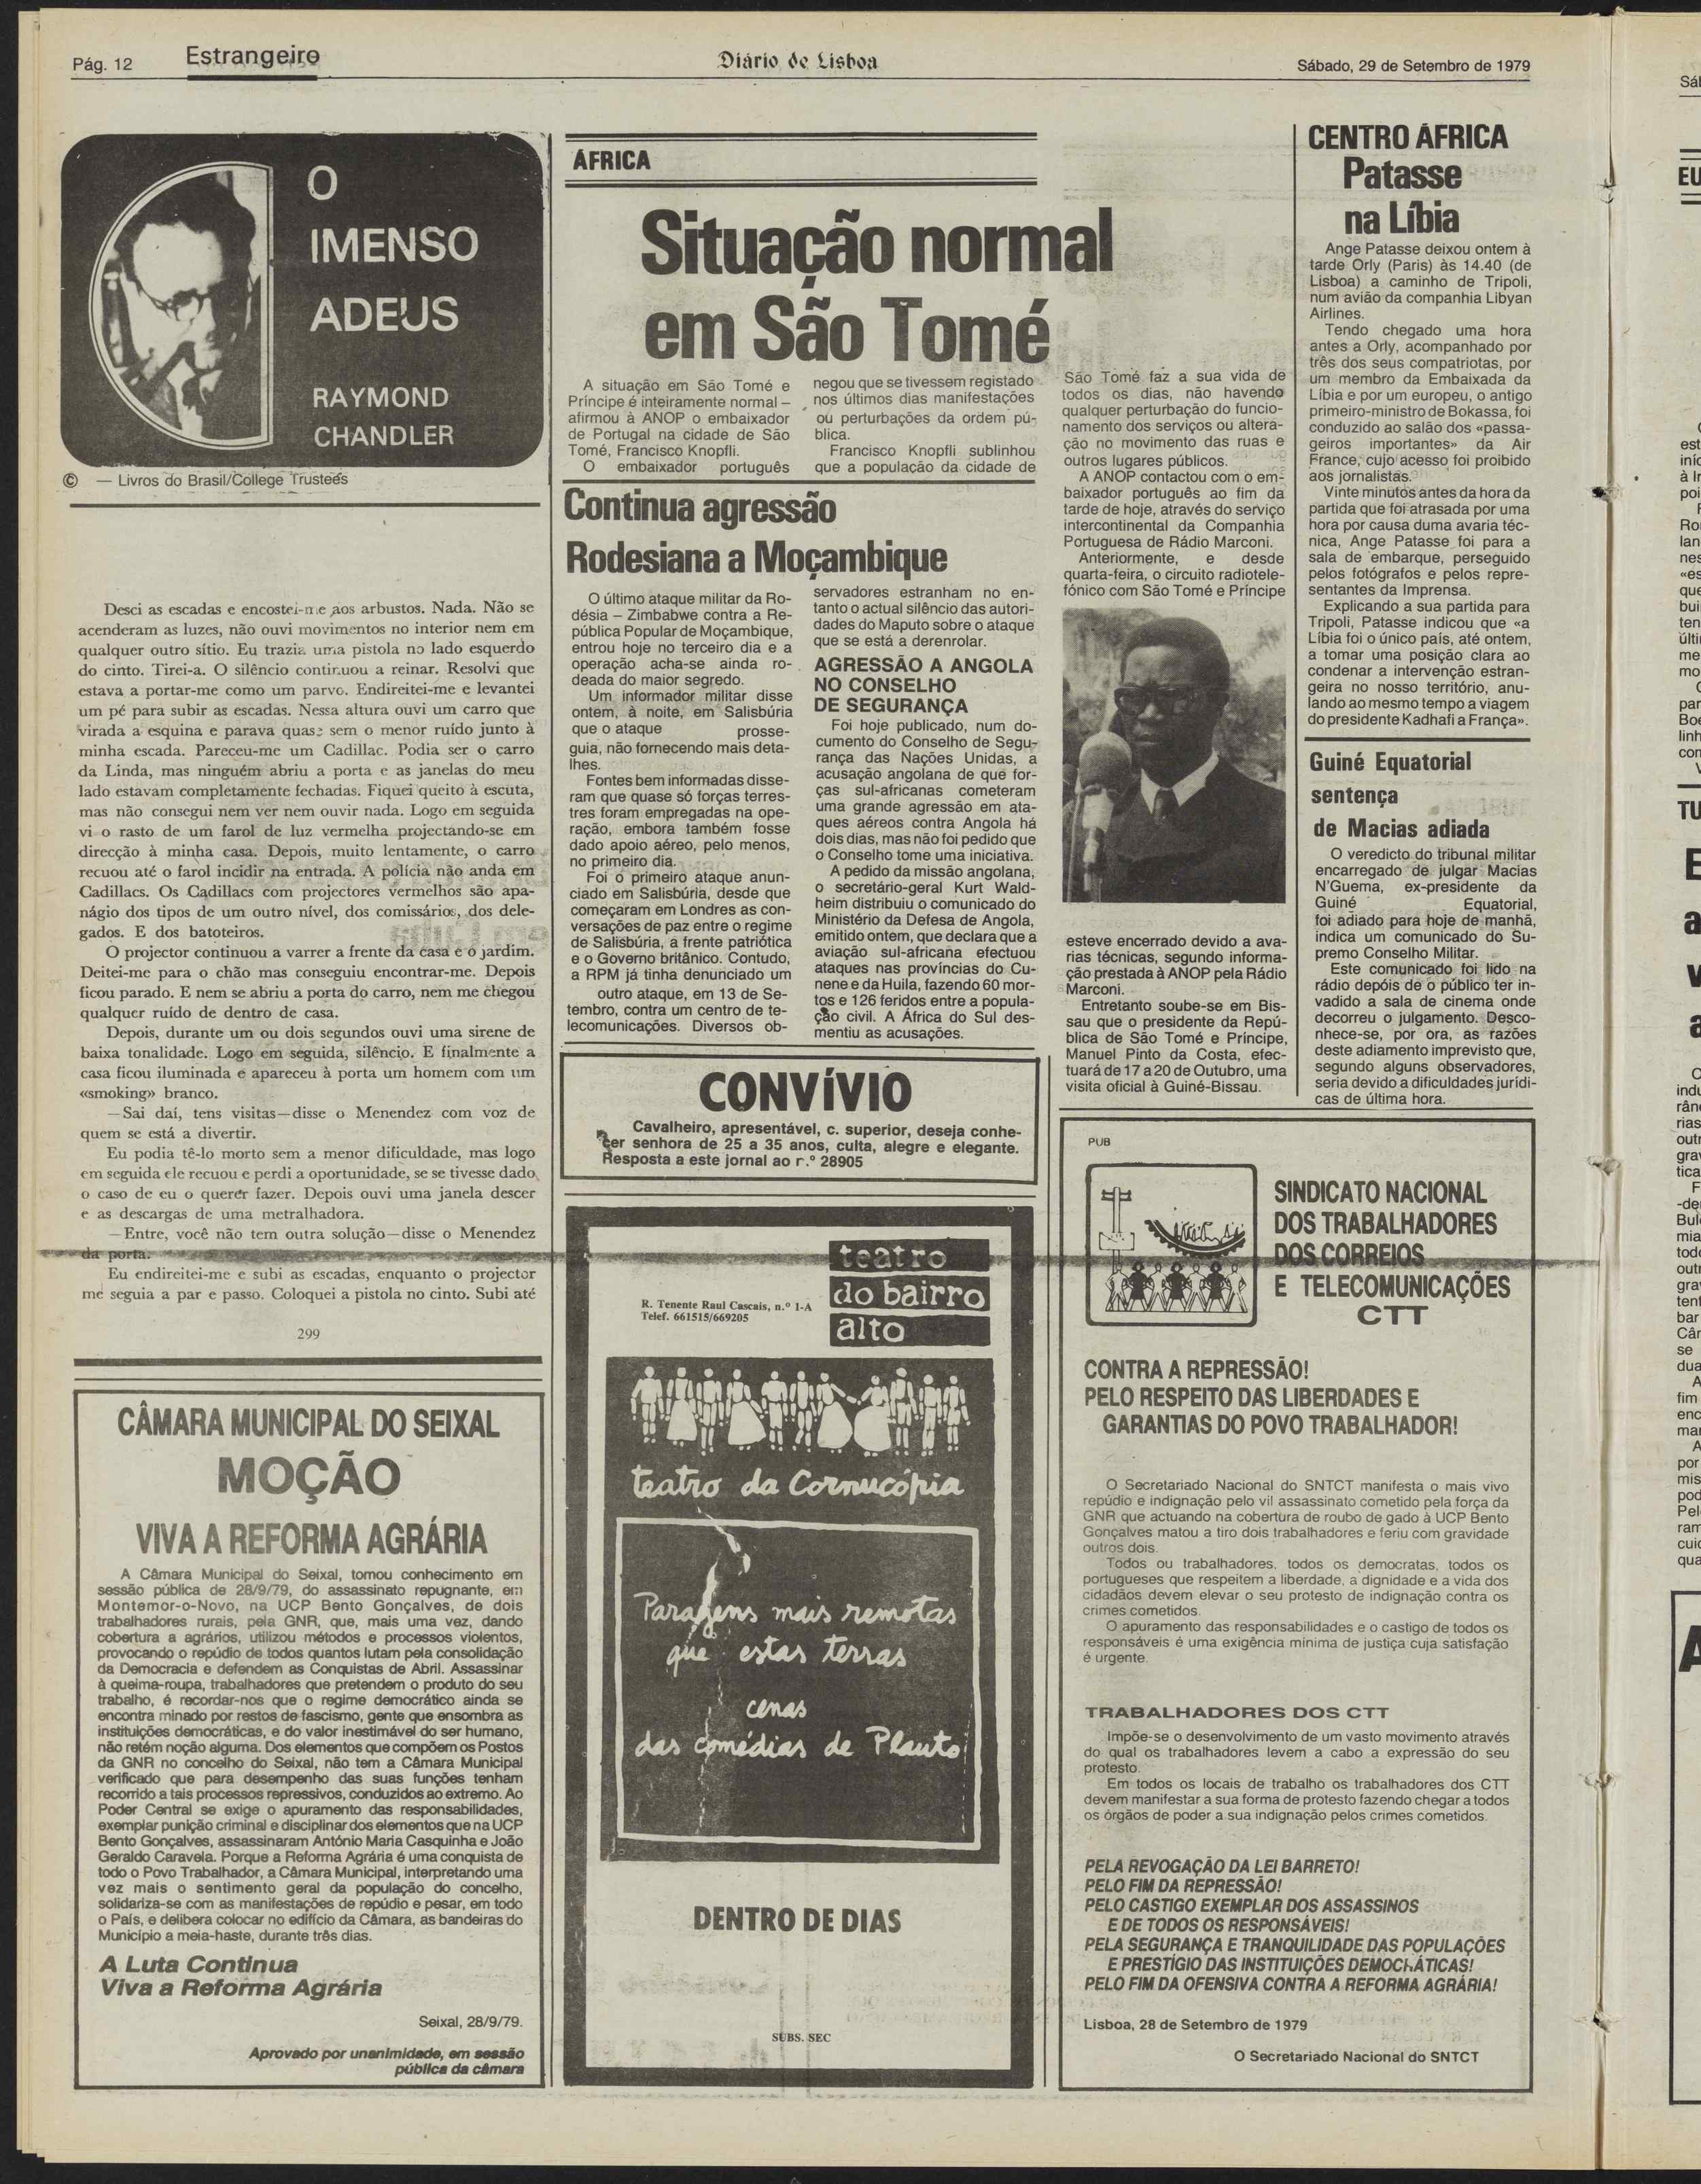 Pág. 12
Estrangeiro
Diário de Lisboa
Sábado, 29 de Setembro de 1979
O
IMENSO
ADEUS
RAYMOND
CHANDLER
© — Livros do Brasil/College Trustees
Desci as escadas e encostei-me aos arbustos. Nada. Não se
acenderam as luzes, não ouvi movimentos no interior nem em
qualquer outro sítio. Eu trazia uma pistola no lado esquerdo
do cinto. Tirei-a. O silêncio continuou a reinar. Resolvi que
estava a portar-me como um parvo. Endireitei-me e levantei
um pé para subir as escadas. Nessa altura ouvi um carro que
virada a esquina e parava quase sem o menor ruído junto à
minha escada. Pareceu-me um Cadillac. Podia ser o carro
da Linda, mas ninguém abriu a porta e as janelas do meu
lado estavam completamente fechadas. Fiquei queito à escuta,
mas não consegui nem ver nem ouvir nada. Logo em seguida
vi o rasto de um farol de luz vermelha projectando-se em
direcção à minha casa. Depois, muito lentamente, o carro
recuou até o farol incidir na entrada. A polícia não anda em
Cadillacs. Os Cadillacs com projectores vermelhos são apa-
nágio dos tipos de um outro nível, dos comissários, dos dele-
gados. E dos batoteiros.
O projector continuou a varrer a frente da casa e o jardim.
Deitei-me para o chão mas conseguiu encontrar-me. Depois
ficou parado. E nem se abriu a porta do carro, nem me chegou
qualquer ruído de dentro de casa.
Depois, durante um ou dois segundos ouvi uma sirene de
baixa tonalidade. Logo em seguida, silêncio. E finalmente a
casa ficou iluminada e apareceu à porta um homem com um
«smoking» branco.
—Sai daí, tens visitas—disse o Menendez com voz de
quem se está a divertir.
Eu podia tê-lo morto sem a menor dificuldade, mas logo
em seguida ele recuou e perdi a oportunidade, se se tivesse dado
o caso de eu o querer fazer. Depois ouvi uma janela descer
e as descargas de uma metralhadora.
—Entre, você não tem outra solução—disse o Menendez
da porta.
Eu endireitei-me e subi as escadas, enquanto o projector
me seguia a par e passo. Coloquei a pistola no cinto. Subi até
299
CÂMARA MUNICIPAL DO SEIXAL
MOÇÃO
VIVA A REFORMA AGRÁRIA
A Câmara Municipal do Seixal, tomou conhecimento em
sessão pública de 28/9/79, do assassinato repugnante, em
Montemor-o-Novo, na UCP Bento Gonçalves, de dois
trabalhadores rurais, pela GNR, que, mais uma vez, dando
cobertura a agrários, utilizou métodos e processos violentos,
provocando o repúdio de todos quantos lutam pela consolidação
da Democracia e defendem as Conquistas de Abril. Assassinar
à queima-roupa, trabalhadores que pretendem o produto do seu
trabalho, é recordar-nos que o regime democrático ainda se
encontra minado por restos de fascismo, gente que ensombra as
instituições democráticas, e do valor inestimável do ser humano,
não retém noção alguma. Dos elementos que compõem os Postos
da GNR no concelho do Seixal, não tem a Câmara Municipal
verificado que para desempenho das suas funções tenham
recorrido a tais processos repressivos, conduzidos ao extremo. Ao
Poder Central se exige o apuramento das responsabilidades,
exemplar punição criminal e disciplinar dos elementos que na UCP
Bento Gonçalves, assassinaram António Maria Casquinha e João
Geraldo Caravela. Porque a Reforma Agrária é uma conquista de
todo o Povo Trabalhador, a Câmara Municipal, interpretando uma
vez mais o sentimento geral da população do concelho,
solidariza-se com as manifestações de repúdio e pesar, em todo
o País, e delibera colocar no edifício da Câmara, as bandeiras do
Município a meia-haste, durante três dias.
A Luta Continua
Viva a Reforma Agrária
Seixal, 28/9/79.
Aprovado por unanimidade, em sessão
pública da câmara
ÁFRICA
Situação normal
em São Tomé
A situação em São Tomé e
Príncipe é inteiramente normal –
afirmou à ANOP o embaixador
de Portugal na cidade de São
Tomé, Francisco Knopfli.
O embaixador português
negou que se tivessem registado
nos últimos dias manifestações
ou perturbações da ordem pú-
blica.
Francisco Knopfli sublinhou
que a população da cidade de
São Tomé faz a sua vida de
todos os dias, não havendo
qualquer perturbação do funcio-
namento dos serviços ou altera-
ção no movimento das ruas e
outros lugares públicos.
A ANOP contactou com o em-
baixador português ao fim da
tarde de hoje, através do serviço
intercontinental da Companhia
Portuguesa de Rádio Marconi.
Anteriormente, e desde
quarta-feira, o circuito radiotele-
fónico com São Tomé e Príncipe
esteve encerrado devido a ava-
rias técnicas, segundo informa-
ção prestada à ANOP pela Rádio
Marconi.
Entretanto soube-se em Bis-
sau que o presidente da Repú-
blica de São Tomé e Príncipe,
Manuel Pinto da Costa, efec-
tuará de 17 a 20 de Outubro, uma
visita oficial à Guiné-Bissau.
Continua agressão
Rodesiana a Moçambique
O último ataque militar da Ro-
désia – Zimbabwe contra a Re-
pública Popular de Moçambique,
entrou hoje no terceiro dia e a
operação acha-se ainda ro-
deada do maior segredo.
Um informador militar disse
ontem, à noite, em Salisbúria
que o ataque prosse-
guia, não fornecendo mais deta-
lhes.
Fontes bem informadas disse-
ram que quase só forças terres-
tres foram empregadas na ope-
ração, embora também fosse
dado apoio aéreo, pelo menos,
no primeiro dia.
Foi o primeiro ataque anun-
ciado em Salisbúria, desde que
começaram em Londres as con-
versações de paz entre o regime
de Salisbúria, a frente patriótica
e o Governo britânico. Contudo,
a RPM já tinha denunciado um
outro ataque, em 13 de Se-
tembro, contra um centro de te-
lecomunicações. Diversos ob-
servadores estranham no en-
tanto o actual silêncio das autori-
dades do Maputo sobre o ataque
que se está a derenrolar.
AGRESSÃO A ANGOLA
NO CONSELHO
DE SEGURANÇA
Foi hoje publicado, num do-
cumento do Conselho de Segu-
rança das Nações Unidas, a
acusação angolana de que for-
ças sul-africanas cometeram
uma grande agressão em ata-
ques aéreos contra Angola há
dois dias, mas não foi pedido que
o Conselho tome uma iniciativa.
A pedido da missão angolana,
o secretário-geral Kurt Wald-
heim distribuiu o comunicado do
Ministério da Defesa de Angola,
emitido ontem, que declara que a
aviação sul-africana efectuou
ataques nas províncias do Cu-
nene e da Huila, fazendo 60 mor-
tos e 126 feridos entre a popula-
ção civil. A África do Sul des-
mentiu as acusações.
CONVÍVIO
Cavalheiro, apresentável, c. superior, deseja conhe-
cer senhora de 25 a 35 anos, culta, alegre e elegante.
Resposta a este jornal ao r.º 28905
teatro
do bairro
alto
R. Tenente Raul Cascais, n.º 1-A
Telef. 661515/669205
teatro da Cornucópia
Paragens mais remotas
que estas terras
cenas
das comédias de Plauto
DENTRO DE DIAS
SUBS. SEC
CENTRO ÁFRICA
Patasse
na Líbia
Ange Patasse deixou ontem à
tarde Orly (Paris) às 14.40 (de
Lisboa) a caminho de Tripoli,
num avião da companhia Libyan
Airlines.
Tendo chegado uma hora
antes a Orly, acompanhado por
três dos seus compatriotas, por
um membro da Embaixada da
Líbia e por um europeu, o antigo
primeiro-ministro de Bokassa, foi
conduzido ao salão dos «passa-
geiros importantes» da Air
France, cujo acesso foi proibido
aos jornalistas.
Vinte minutos antes da hora da
partida que foi atrasada por uma
hora por causa duma avaria téc-
nica, Ange Patasse foi para a
sala de embarque, perseguido
pelos fotógrafos e pelos repre-
sentantes da Imprensa.
Explicando a sua partida para
Tripoli, Patasse indicou que «a
Líbia foi o único país, até ontem,
a tomar uma posição clara ao
condenar a intervenção estran-
geira no nosso território, anu-
lando ao mesmo tempo a viagem
do presidente Kadhafi a França».
Guiné Equatorial
sentença
de Macias adiada
O veredicto do tribunal militar
encarregado de julgar Macias
N'Guema, ex-presidente da
Guiné Equatorial,
foi adiado para hoje de manhã,
indica um comunicado do Su-
premo Conselho Militar.
Este comunicado foi lido na
rádio depóis de o público ter in-
vadido a sala de cinema onde
decorreu o julgamento. Desco-
nhece-se, por ora, as razões
deste adiamento imprevisto que,
segundo alguns observadores,
seria devido a dificuldades jurídi-
cas de última hora.
PUB
SINDICATO NACIONAL
DOS TRABALHADORES
DOS CORREIOS
E TELECOMUNICAÇÕES
CTT
CONTRA A REPRESSÃO!
PELO RESPEITO DAS LIBERDADES E
GARANTIAS DO POVO TRABALHADOR!
O Secretariado Nacional do SNTCT manifesta o mais vivo
repúdio e indignação pelo vil assassinato cometido pela força da
GNR que actuando na cobertura de roubo de gado à UCP Bento
Gonçalves matou a tiro dois trabalhadores e feriu com gravidade
outros dois.
Todos ou trabalhadores, todos os democratas, todos os
portugueses que respeitem a liberdade, a dignidade e a vida dos
cidadãos devem elevar o seu protesto de indignação contra os
crimes cometidos.
O apuramento das responsabilidades e o castigo de todos os
responsáveis é uma exigência mínima de justiça cuja satisfação
é urgente.
TRABALHADORES DOS CTT
Impõe-se o desenvolvimento de um vasto movimento através
do qual os trabalhadores levem a cabo a expressão do seu
protesto.
Em todos os locais de trabalho os trabalhadores dos CTT
devem manifestar a sua forma de protesto fazendo chegar a todos
os órgãos de poder a sua indignação pelos crimes cometidos.
PELA REVOGAÇÃO DA LEI BARRETO!
PELO FIM DA REPRESSÃO!
PELO CASTIGO EXEMPLAR DOS ASSASSINOS
E DE TODOS OS RESPONSÁVEIS!
PELA SEGURANÇA E TRANQUILIDADE DAS POPULAÇÕES
E PRESTÍGIO DAS INSTITUIÇÕES DEMOCRÁTICAS!
PELO FIM DA OFENSIVA CONTRA A REFORMA AGRÁRIA!
Lisboa, 28 de Setembro de 1979
O Secretariado Nacional do SNTCT